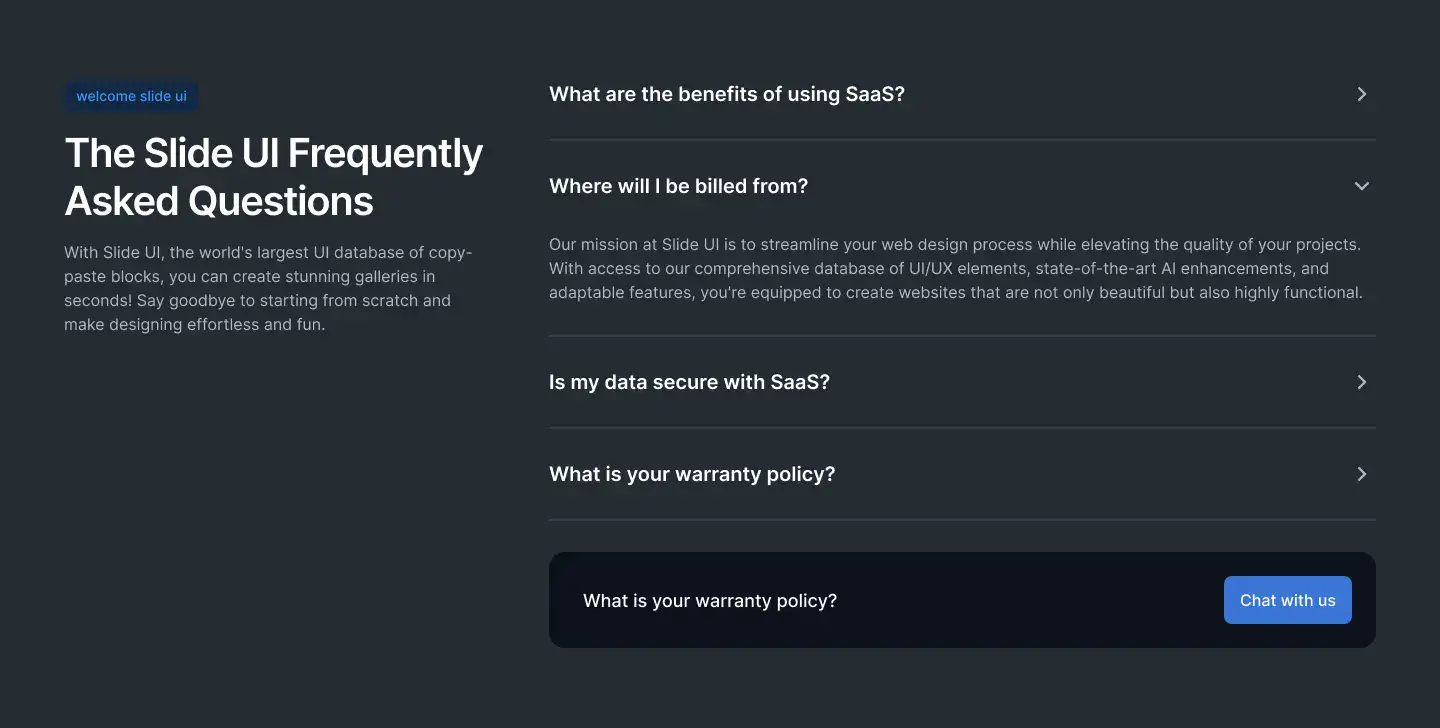 welcome slide ui
The Slide UI Frequently
Asked Questions
With Slide UI, the world's largest UI database of copy-
paste blocks, you can create stunning galleries in
seconds! Say goodbye to starting from scratch and
make designing effortless and fun.
What are the benefits of using SaaS?
Where will I be billed from?
Our mission at Slide UI is to streamline your web design process while elevating the quality of your projects.
With access to our comprehensive database of UI/UX elements, state-of-the-art AI enhancements, and
adaptable features, you're equipped to create websites that are not only beautiful but also highly functional.
Is my data secure with SaaS?
What is your warranty policy?
What is your warranty policy?
Chat with us